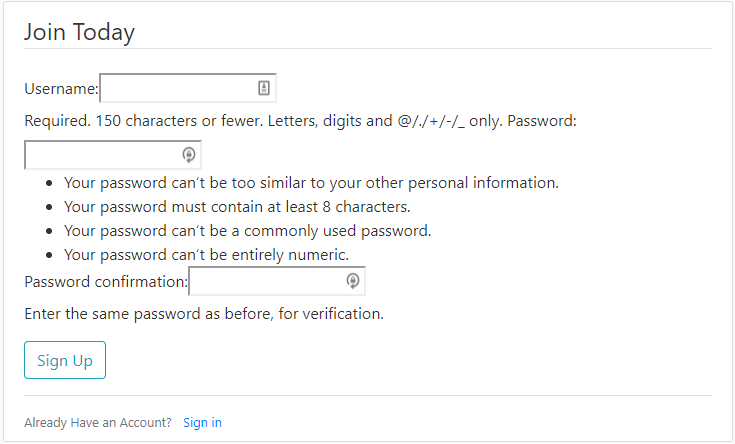 Join Today
Username:
Required. 150 characters or fewer. Letters, digits and @/./+/-/_ only. Password:
• Your password can't be too similar to your other personal information.
• Your password must contain at least 8 characters.
• Your password can't be a commonly used password.
• Your password can't be entirely numeric.
Password confirmation:
Enter the same password as before, for verification.
Sign Up
Already Have an Account? Sign in